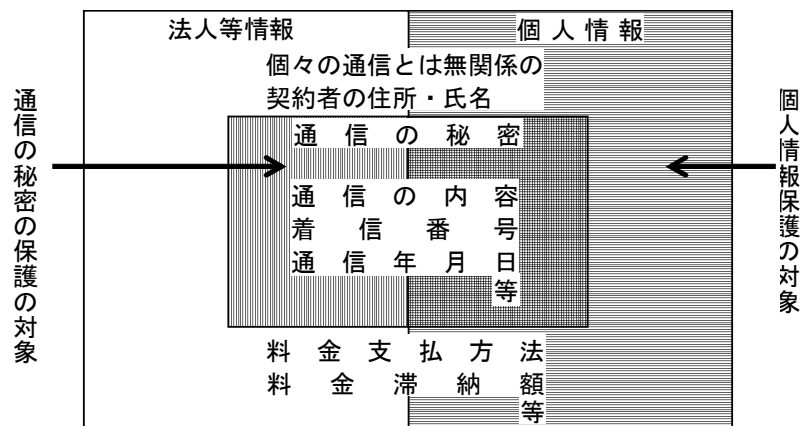 法人等情報
個人情報
個々の通信とは無関係の
契約者の住所・氏名
通信の秘密の保護の対象
通信の秘密
通信の内容
着信番号
通信年月日
等
個人情報保護の対象
料金支払方法
料金滞納額
等